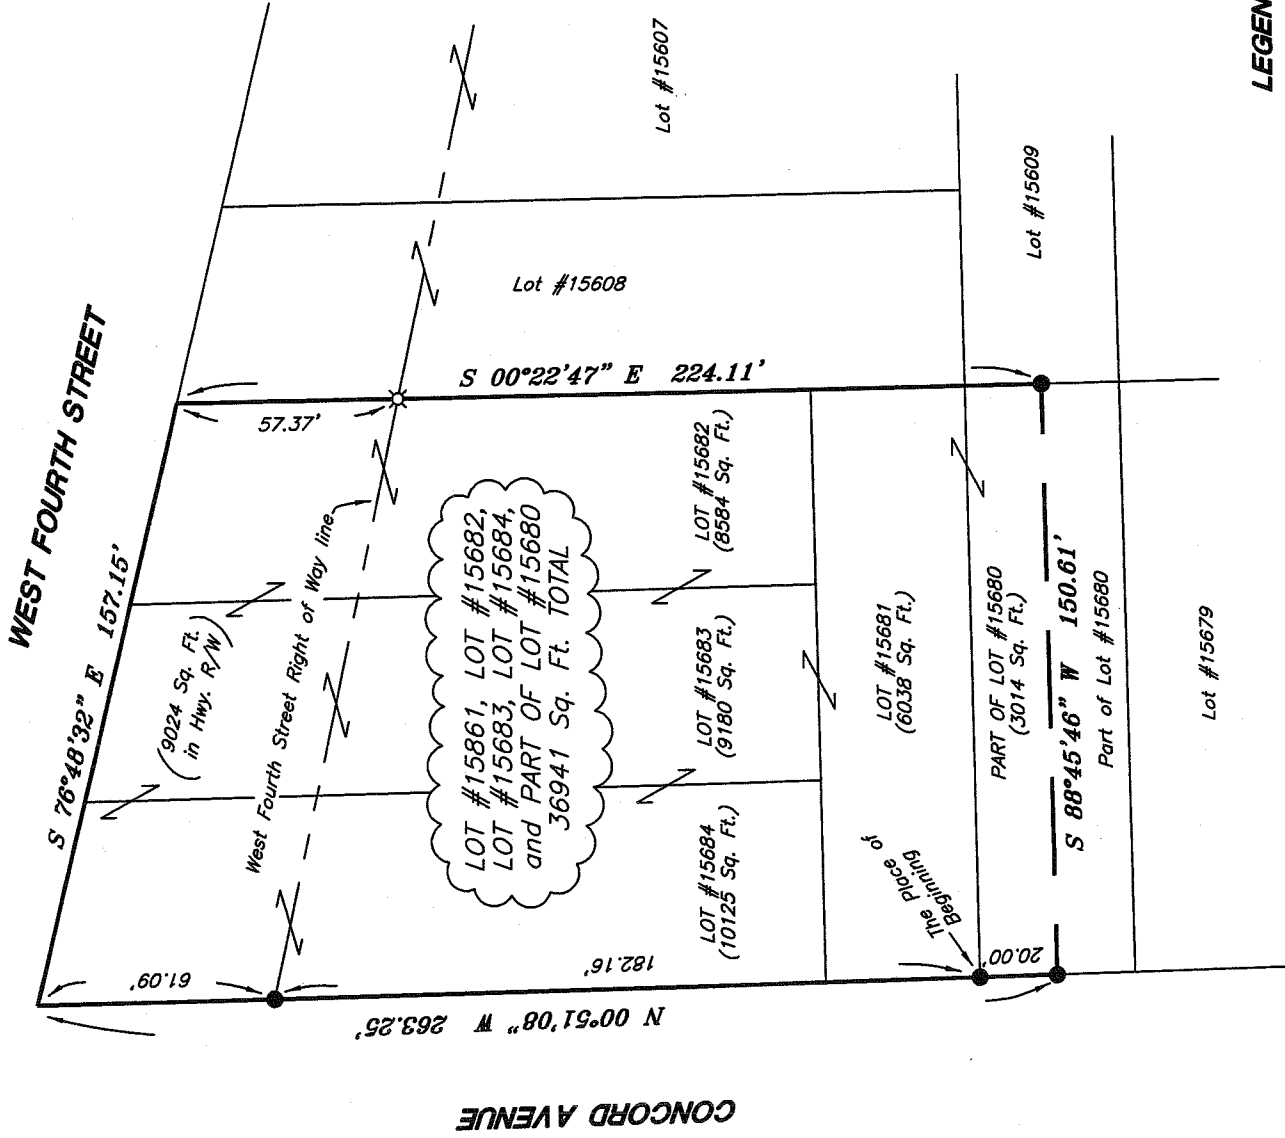 WEST FOURTH STREET
S 76°48'32" E 157.15'
(9024 Sq. Ft.)
in Hwy. R/W
57.37'
West Fourth Street Right of Way line
S 00°22'47" E 224.11'
Lot #15608
Lot #15607
Lot #15609
LEGEN
61.09'
LOT #15861, LOT #15682,
LOT #15683, LOT #15684,
and PART OF LOT #15680
36941 Sq. Ft. TOTAL
LOT #15682
(8584 Sq. Ft.)
LOT #15683
(9180 Sq. Ft.)
LOT #15684
(10125 Sq. Ft.)
182.16'
N 00°51'08" W 263.25'
LOT #15681
(6038 Sq. Ft.)
The Place of
Beginning
20.00'
PART OF LOT #15680
(3014 Sq. Ft.)
S 88°45'46" W 150.61'
Part of Lot #15680
Lot #15679
CONCORD AVENUE